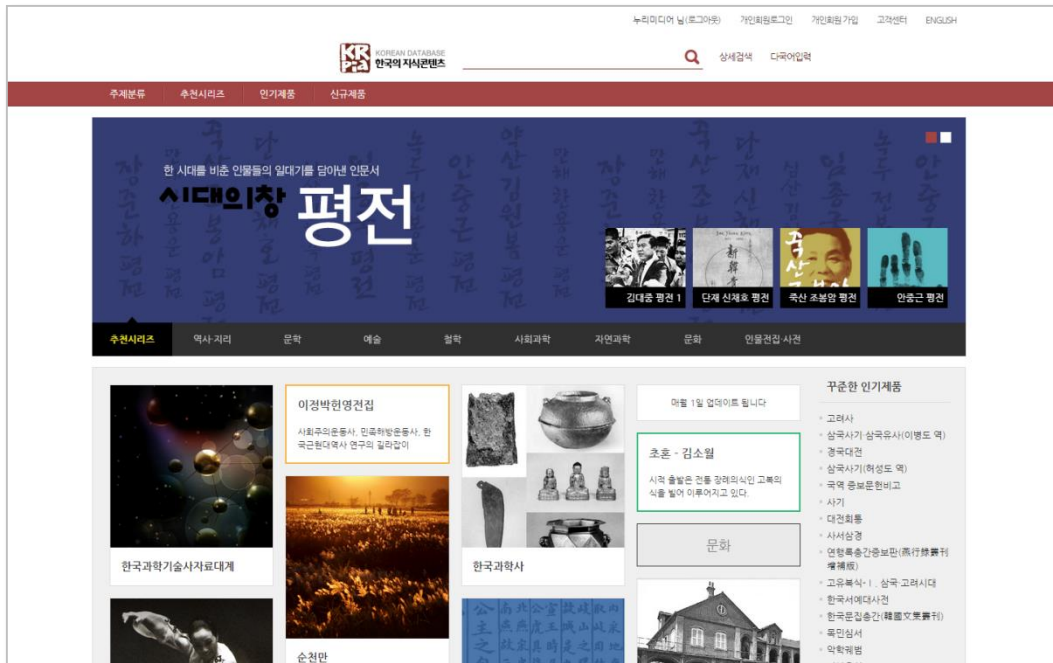 누리미디어 님(로그아웃) 개인회원로그인 개인회원 가입 고객센터 ENGLISH
KRpia KOREAN DATABASE
한국의 지식콘텐츠
상세검색 다국어입력
주제분류 추천시리즈 인기제품 신규제품
한 시대를 비춘 인물들의 일대기를 담아낸 인문서
시대의창 평전
김대중 평전 1 단재 신채호 평전 죽산 조봉암 평전 안중근 평전
추천시리즈 역사·지리 문학 예술 철학 사회과학 자연과학 문화 인물전집·사전
한국과학기술사자료대계
이정박헌영전집
사회주의운동사, 민족해방운동사, 한
국근현대역사 연구의 길라잡이
순천만
한국과학사
매월 1일 업데이트 됩니다
초혼 - 김소월
시적 출발은 전통 장례의식인 고복의
식을 빌어 이루어지고 있다.
문화
꾸준한 인기제품
고려사
삼국사기·삼국유사(이병도 역)
경국대전
삼국사기(허성도 역)
국역 증보문헌비고
사기
대전회통
사서삼경
연행록총간증보판(燕行錄叢刊
增補版)
고유복식-Ⅰ. 삼국·고려시대
한국서예대사전
한국문집총간(韓國文集叢刊)
목민심서
악학궤범